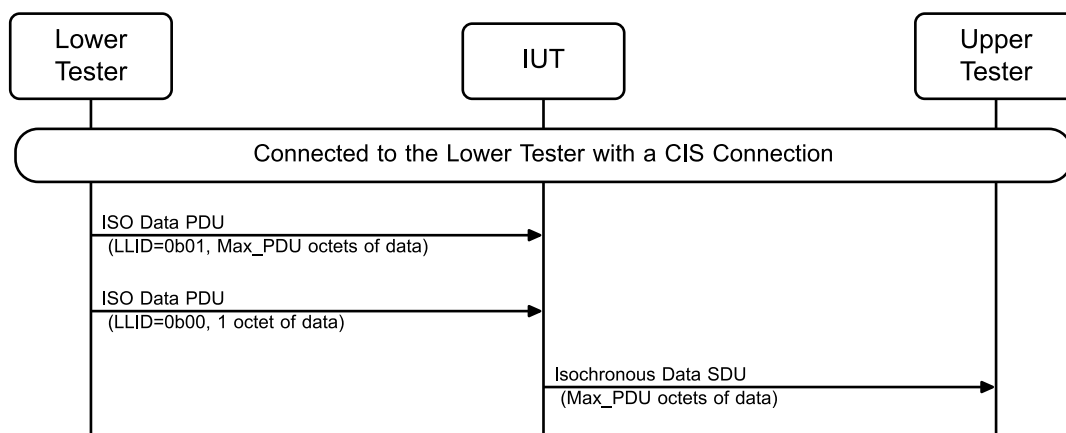 Lower
Tester
IUT
Upper
Tester
Connected to the Lower Tester with a CIS Connection
ISO Data PDU
(LLID=0b01, Max_PDU octets of data)
ISO Data PDU
(LLID=0b00, 1 octet of data)
Isochronous Data SDU
(Max_PDU octets of data)